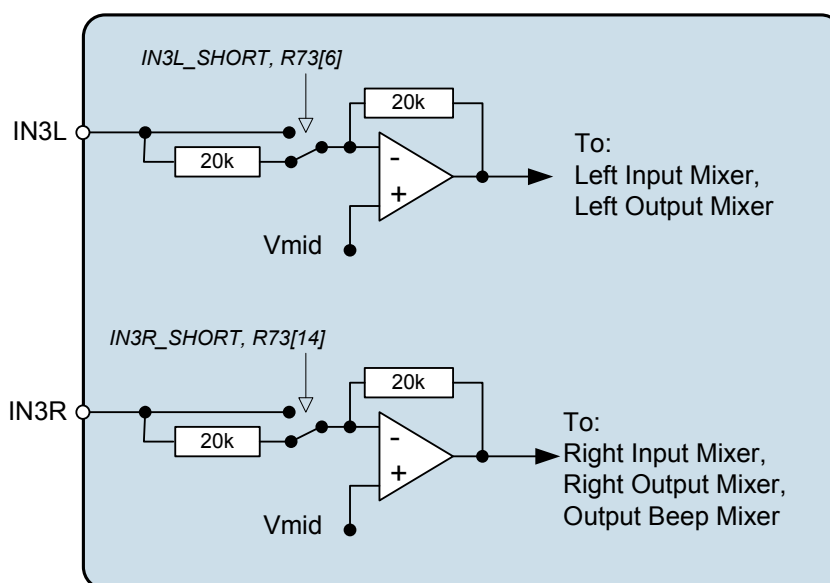 IN3L_SHORT, R73[6]
20k
IN3L
20k
-
+
To:
Left Input Mixer,
Left Output Mixer
Vmid
IN3R_SHORT, R73[14]
20k
IN3R
20k
-
+
To:
Right Input Mixer,
Right Output Mixer,
Output Beep Mixer
Vmid